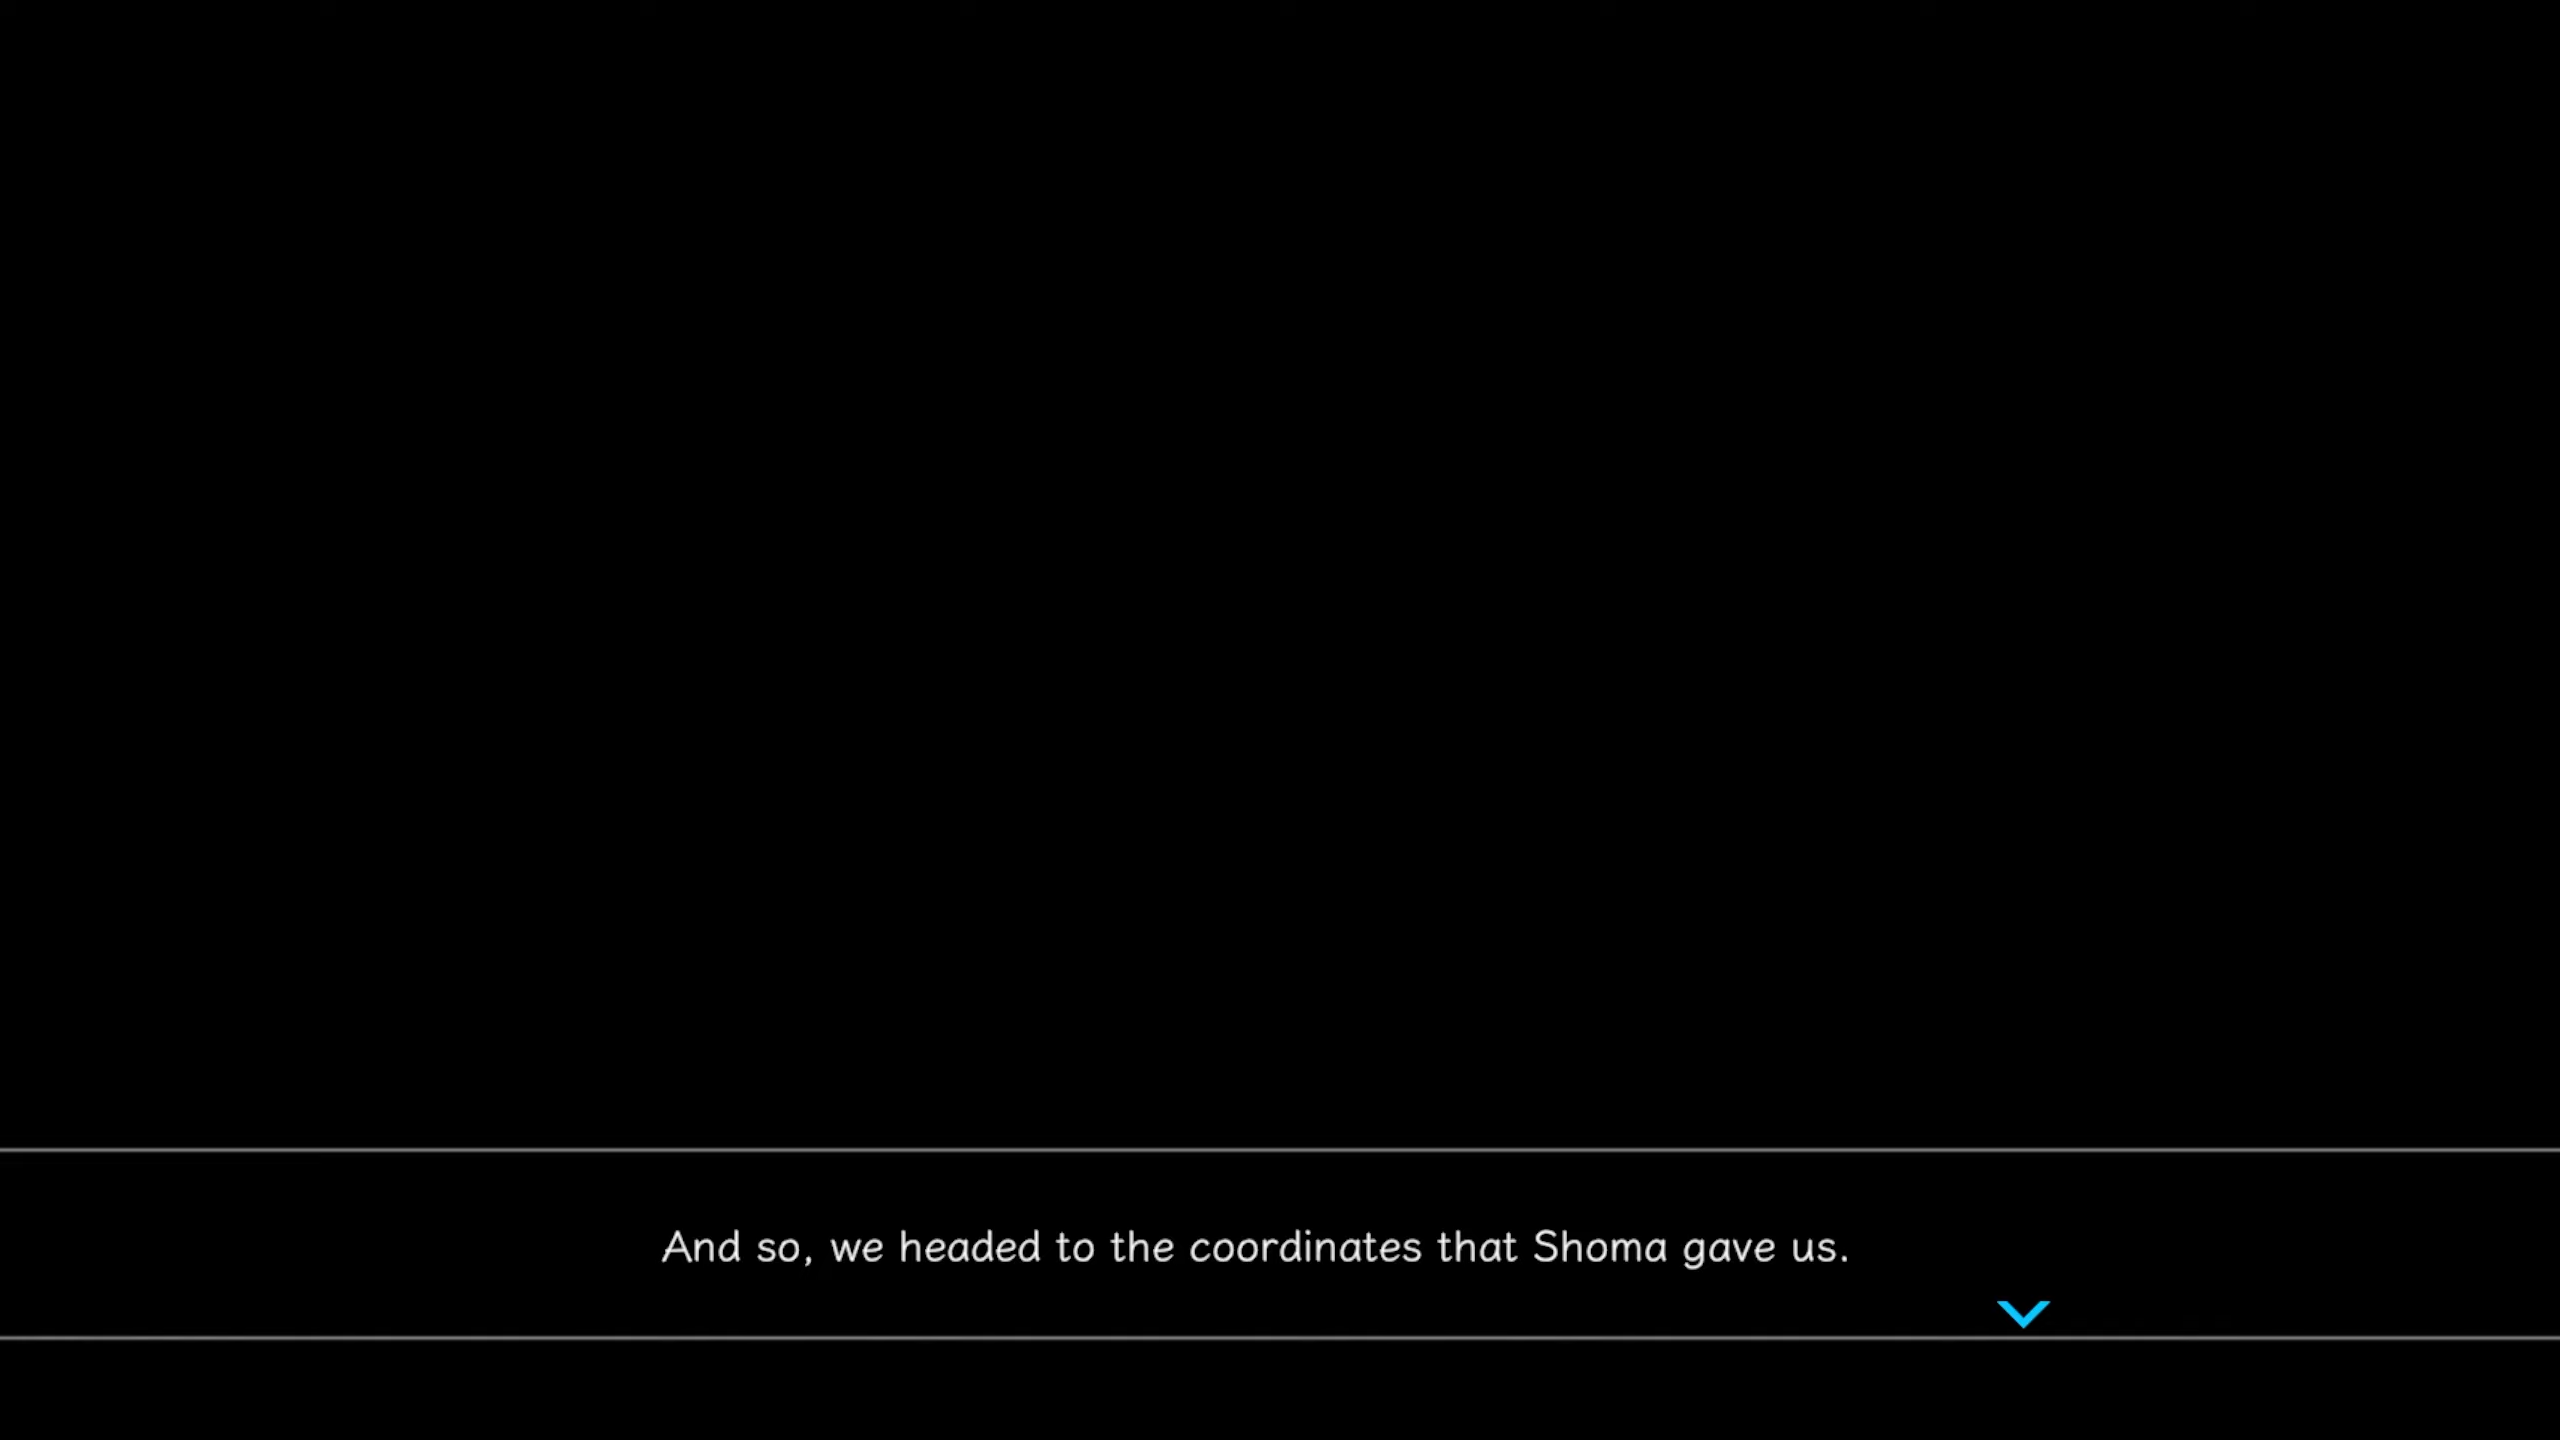 And so, we headed to the coordinates that Shoma gave us.